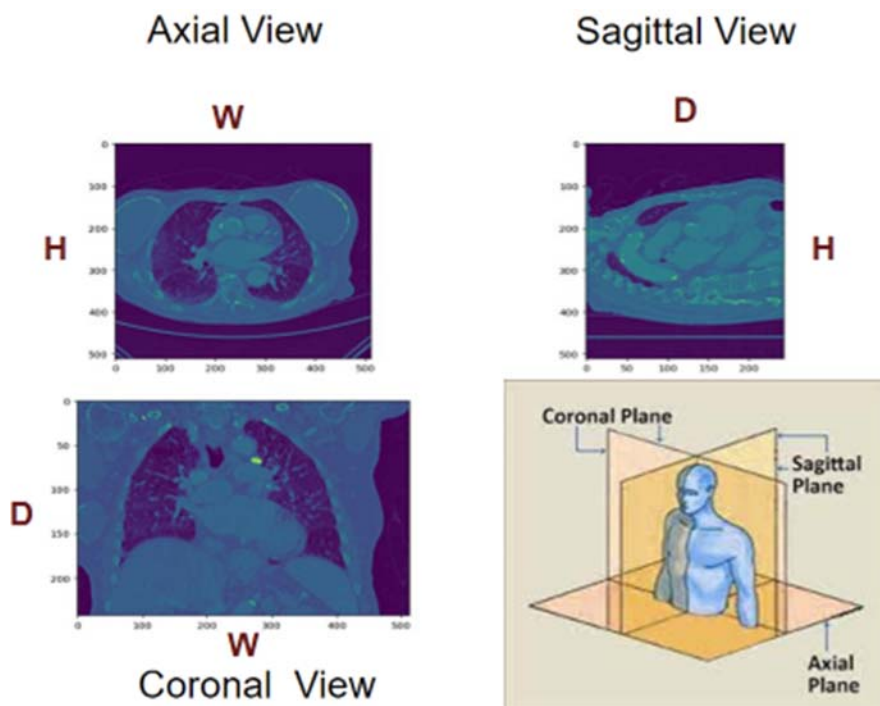 Axial View
Sagittal View
W
D
0
100
200
300
400
500
0 100 200 300 400 500
H
0
100
200
300
400
500
0 50 100 150 200
H
0
50
100
150
200
0 100 200 300 400 500
D
W
Coronal View
Coronal Plane
Sagittal
Plane
Axial
Plane